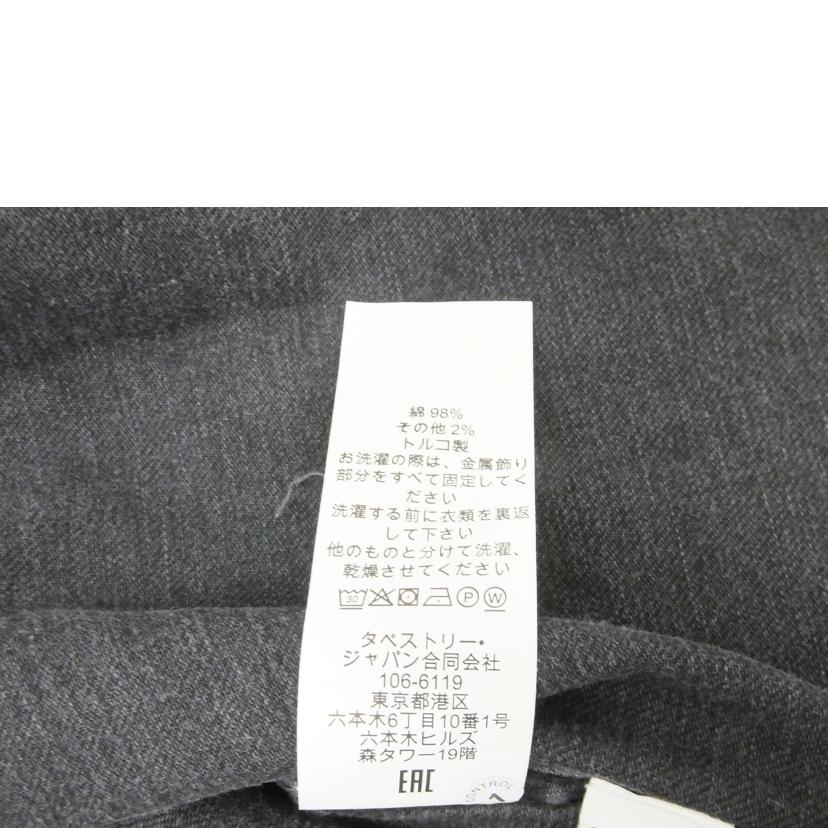 綿 98%
その他 2%
トルコ製
お洗濯の際は、金属飾り
部分をすべて固定してく
ださい
洗濯する前に衣類を裏返
して下さい
他のものと分けて洗濯、
乾燥させてください
30 P W
タペストリー・
ジャパン合同会社
106-6119
東京都港区
六本木6丁目10番1号
六本木ヒルズ
森タワー19階
EAC
CONTROL